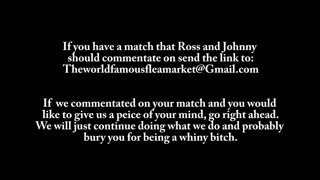 If you have a match that Ross and Johnny
should commentate on send the link to:
Theworldfamousfleamarket@Gmail.com
If we commentated on your match and you would
like to give us a peice of your mind, go right ahead.
We will just continue doing what we do and probably
bury you for being a whiny bitch.